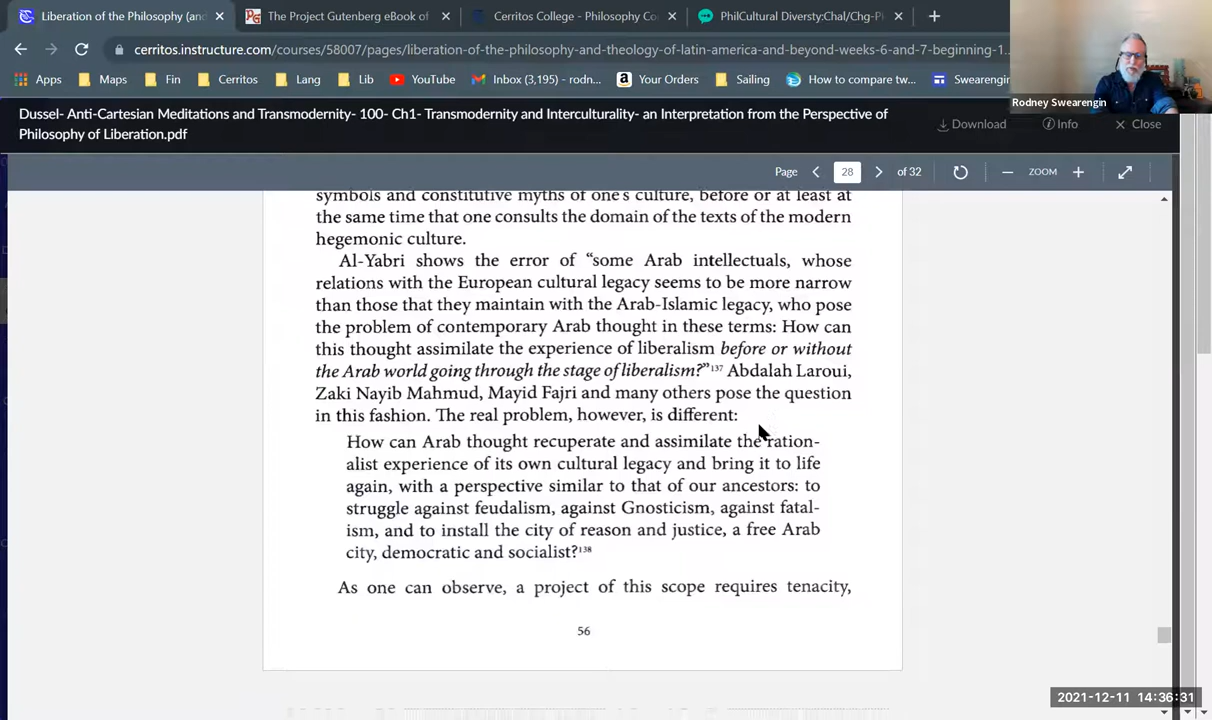 Liberation of the Philosophy (and
The Project Gutenberg eBook of
Cerritos College - Philosophy Co
PhilCultural Diversty:Chal/Chg-P
cerritos.instructure.com/courses/58007/pages/liberation-of-the-philosophy-and-theology-of-latin-america-and-beyond-weeks-6-and-7-beginning-1...
Apps
Maps
Fin
Cerritos
Lang
Lib
YouTube
Inbox (3,195) - rodn...
Your Orders
Sailing
How to compare tw...
Swearengin
Rodney Swearengin
Dussel- Anti-Cartesian Meditations and Transmodernity- 100- Ch1- Transmodernity and Interculturality- an Interpretation from the Perspective of
Philosophy of Liberation.pdf
Download
Info
Close
Page
28
of 32
ZOOM
symbols and constitutive myths of one's culture, before or at least at
the same time that one consults the domain of the texts of the modern
hegemonic culture.
Al-Yabri shows the error of “some Arab intellectuals, whose
relations with the European cultural legacy seems to be more narrow
than those that they maintain with the Arab-Islamic legacy, who pose
the problem of contemporary Arab thought in these terms: How can
this thought assimilate the experience of liberalism before or without
the Arab world going through the stage of liberalism?”137 Abdalah Laroui,
Zaki Nayib Mahmud, Mayid Fajri and many others pose the question
in this fashion. The real problem, however, is different:
How can Arab thought recuperate and assimilate the ration-
alist experience of its own cultural legacy and bring it to life
again, with a perspective similar to that of our ancestors: to
struggle against feudalism, against Gnosticism, against fatal-
ism, and to install the city of reason and justice, a free Arab
city, democratic and socialist?138
As one can observe, a project of this scope requires tenacity,
56
2021-12-11 14:36:31